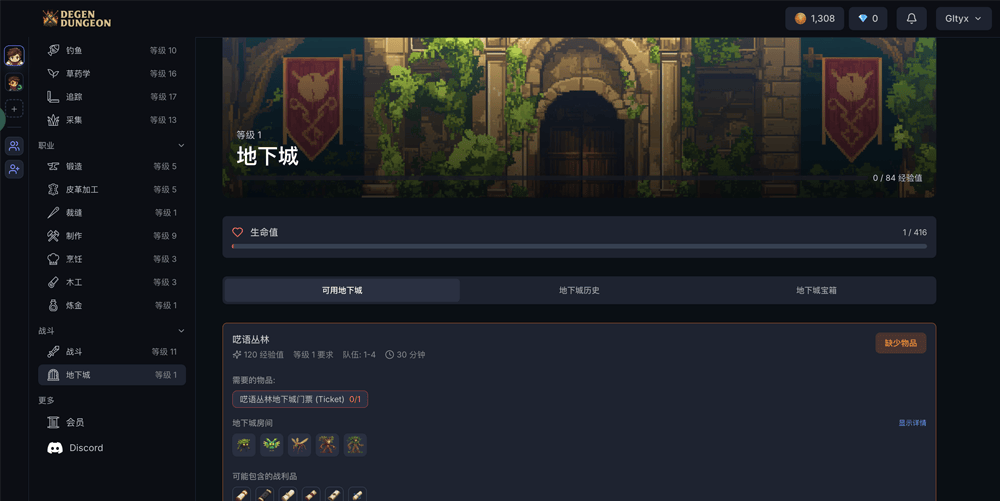 DEGEN
DUNGEON
1,308
0
Gltyx
钓鱼 等级 10
草药学 等级 16
追踪 等级 17
采集 等级 13
职业
锻造 等级 5
皮革加工 等级 5
裁缝 等级 1
制作 等级 9
烹饪 等级 3
木工 等级 3
炼金 等级 1
战斗
战斗 等级 11
地下城 等级 1
更多
会员
Discord
等级 1
地下城
0 / 84 经验值
生命值 1 / 416
可用地下城 地下城历史 地下城宝箱
呓语丛林
120 经验值 等级 1 要求 队伍: 1-4 30 分钟
缺少物品
需要的物品:
呓语丛林地下城门票 (Ticket) 0/1
地下城房间 显示详情
可能包含的战利品